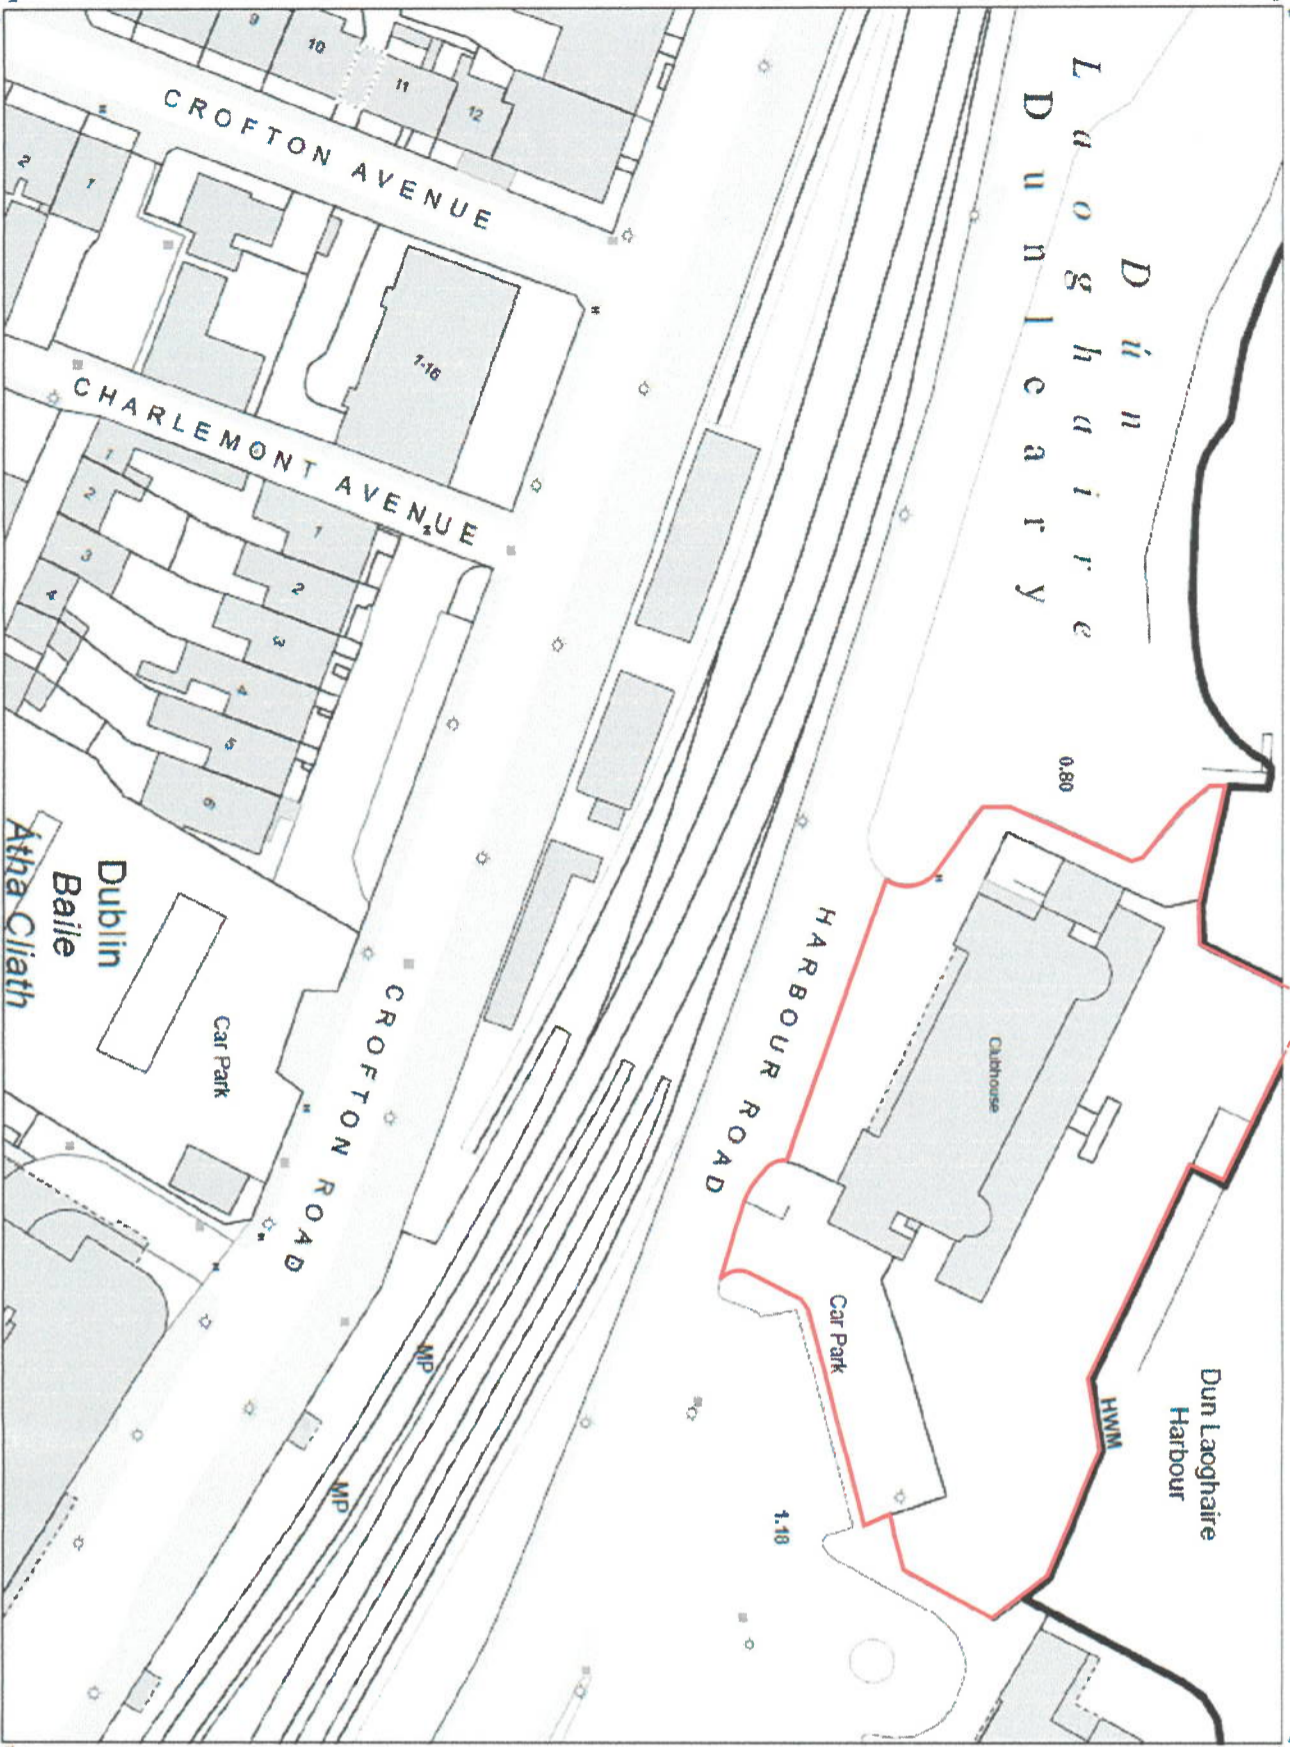 Dún
Laoghaire
Dunlcary
CROFTON AVENUE
9
10
11
12
2
1
7-16
CHARLEMONT AVENUE
1
2
3
4
1
2
3
4
5
6
0.80
HARBOUR ROAD
Clubhouse
Dublin
Baile
Átha Cliath
Car Park
CROFTON ROAD
Car Park
Dun Laoghaire
Harbour
HWM
MP
MP
1.18